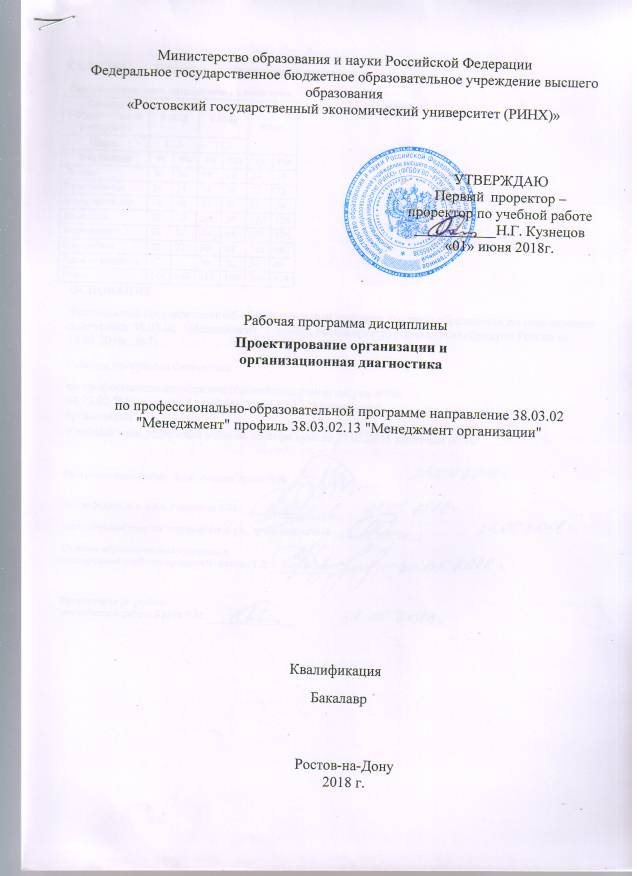 Министерство образования и науки Российской Федерации
Федеральное государственное бюджетное образовательное учреждение высшего
образования
«Ростовский государственный экономический университет (РИНХ)»
УТВЕРЖДАЮ
Первый проректор –
проректор по учебной работе
Н.Г. Кузнецов
«01» июня 2018г.
Рабочая программа дисциплины
Проектирование организации и
организационная диагностика
по профессионально-образовательной программе направление 38.03.02
"Менеджмент" профиль 38.03.02.13 "Менеджмент организации"
Квалификация
Бакалавр
Ростов-на-Дону
2018 г.